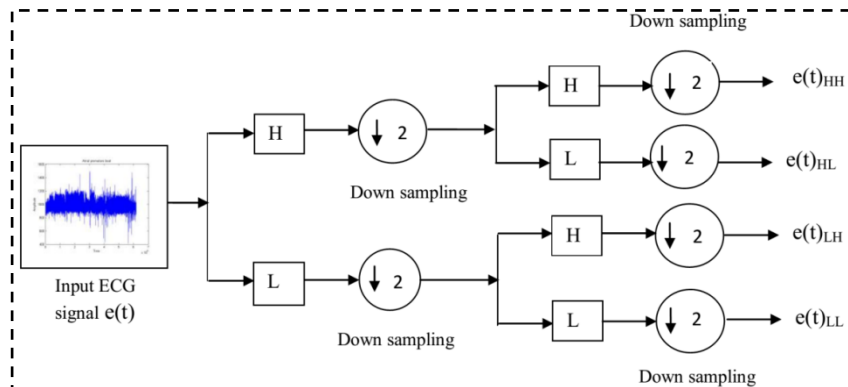 Down sampling
H
2
e(t)HH
H
2
L
2
e(t)HL
Down sampling
H
2
e(t)LH
L
2
Input ECG
signal e(t)
Down sampling
L
2
e(t)LL
Down sampling